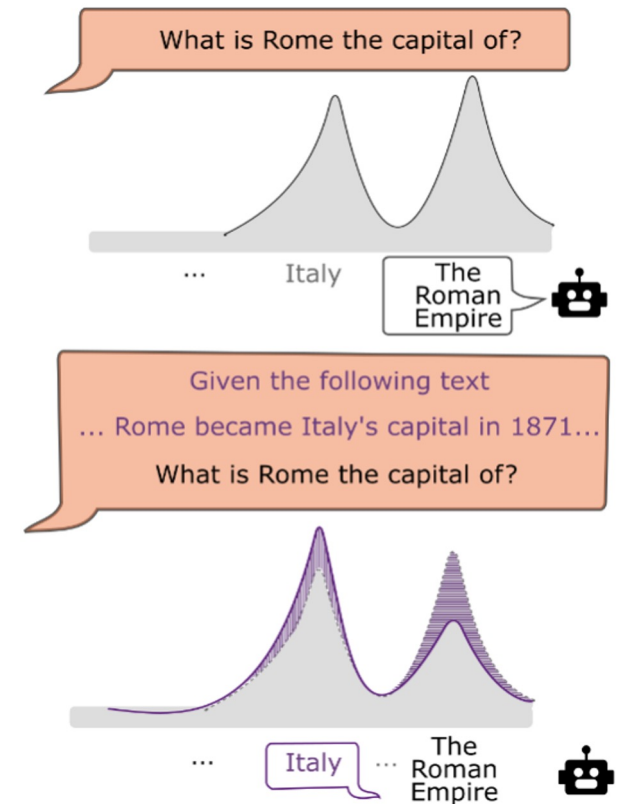 What is Rome the capital of?
... Italy
The
Roman
Empire
Given the following text
... Rome became Italy's capital in 1871...
What is Rome the capital of?
... Italy ...
The
Roman
Empire